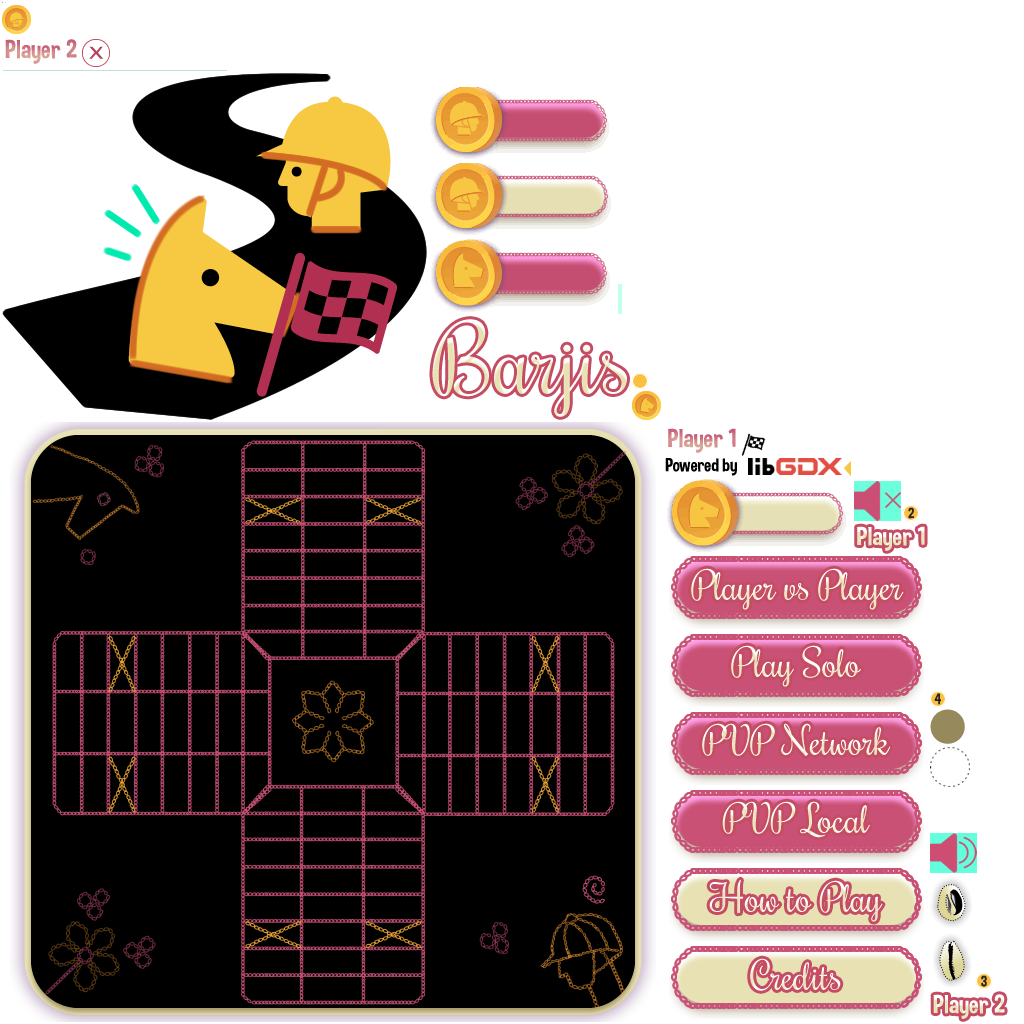 Player 2
Barjis
Player 1
Powered by libGDX
2
Player 1
Player vs Player
Play Solo
PVP Network
4
PVP Local
How to Play
Credits
3
Player 2